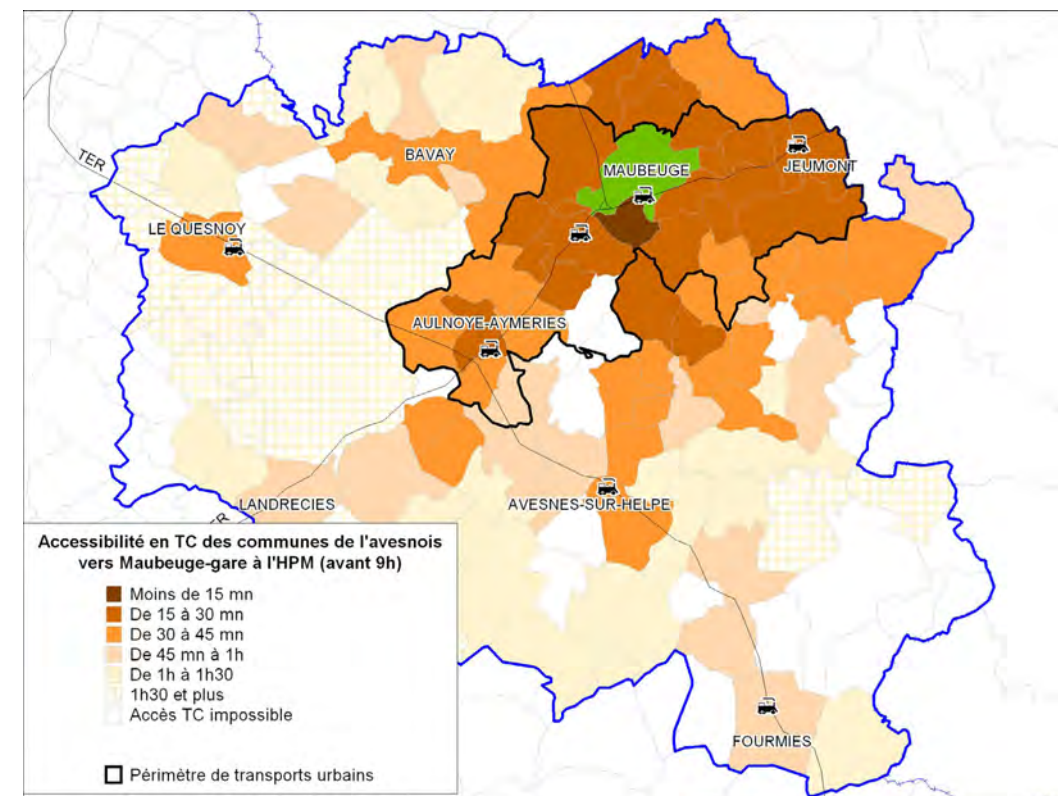 TER
BAVAY
MAUBEUGE
JEUMONT
LE QUESNOY
AULNOYE-AYMERIES
LANDRECIES
AVESNES-SUR-HELPE
FOURMIES
Accessibilité en TC des communes de l'avesnois
vers Maubeuge-gare à l'HPM (avant 9h)
Moins de 15 mn
De 15 à 30 mn
De 30 à 45 mn
De 45 mn à 1h
De 1h à 1h30
1h30 et plus
Accès TC impossible
Périmètre de transports urbains